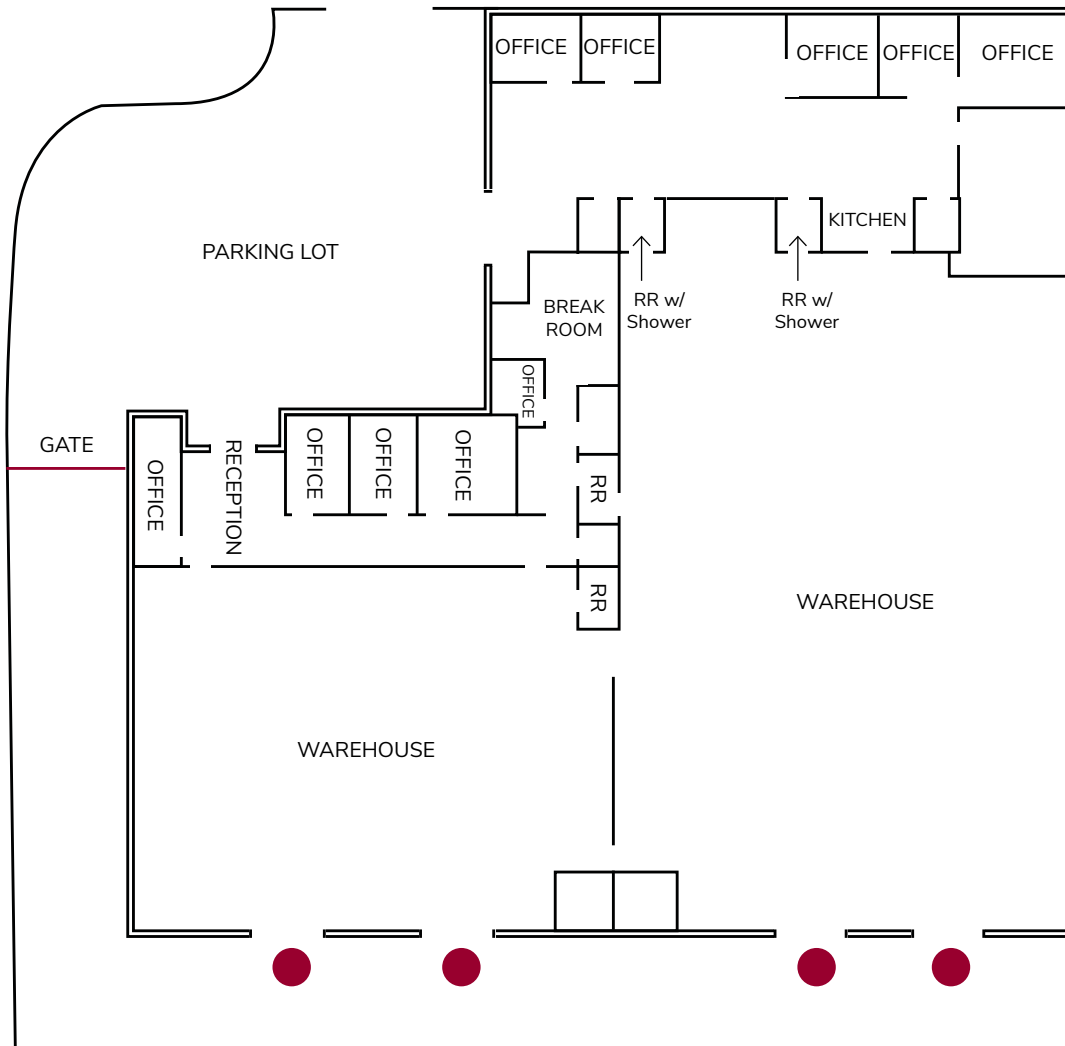 OFFICE
OFFICE
OFFICE
OFFICE
OFFICE
KITCHEN
PARKING LOT
BREAK
ROOM
RR w/
Shower
RR w/
Shower
OFFICE
GATE
OFFICE
RECEPTION
OFFICE
OFFICE
OFFICE
RR
RR
WAREHOUSE
WAREHOUSE